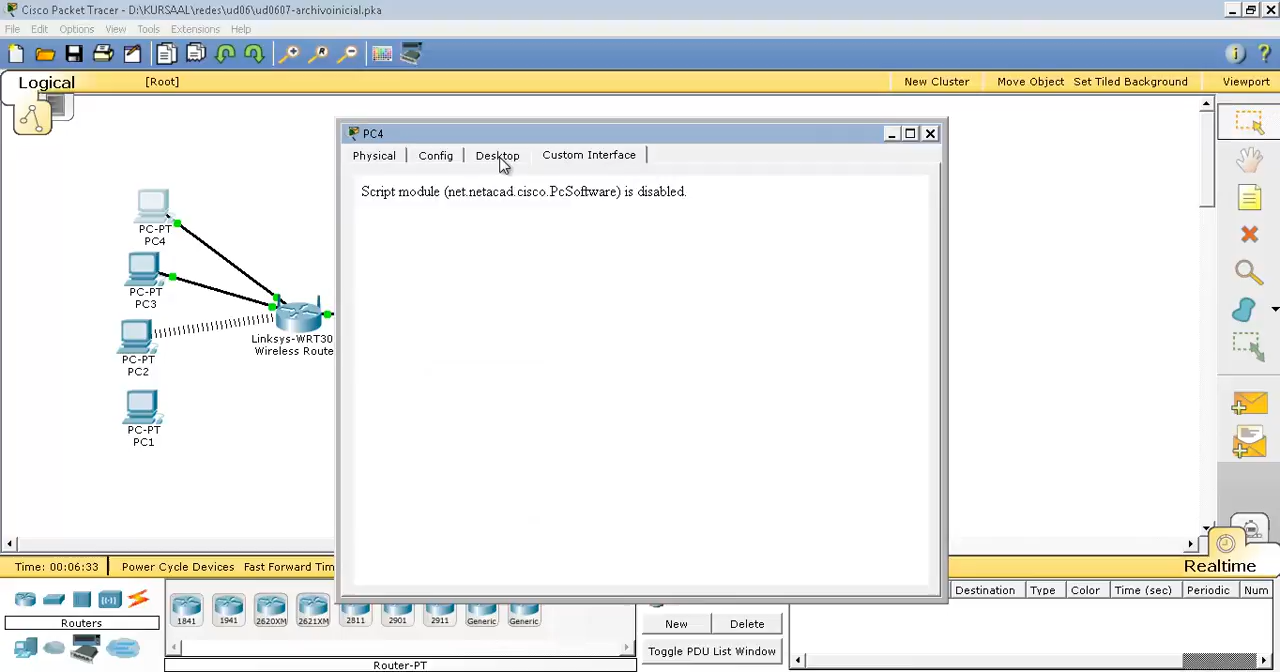 Cisco Packet Tracer - D:\KURSAAL\redes\ud06\ud0607-archivoinicial.pka
File Edit Options View Tools Extensions Help
Logical [Root] New Cluster Move Object Set Tiled Background Viewport
PC4
Physical Config Desktop Custom Interface
Script module (net.netacad.cisco.PcSoftware) is disabled.
PC-PT
PC4
PC-PT
PC3
Linksys-WRT30
Wireless Route
PC-PT
PC2
PC-PT
PC1
Time: 00:06:33 Power Cycle Devices Fast Forward Tim
Realtime
Routers
1841 1941 2620XM 2621XM 2811 2901 2911 Generic Generic
Router-PT
New Delete
Toggle PDU List Window
Destination Type Color Time (sec) Periodic Num